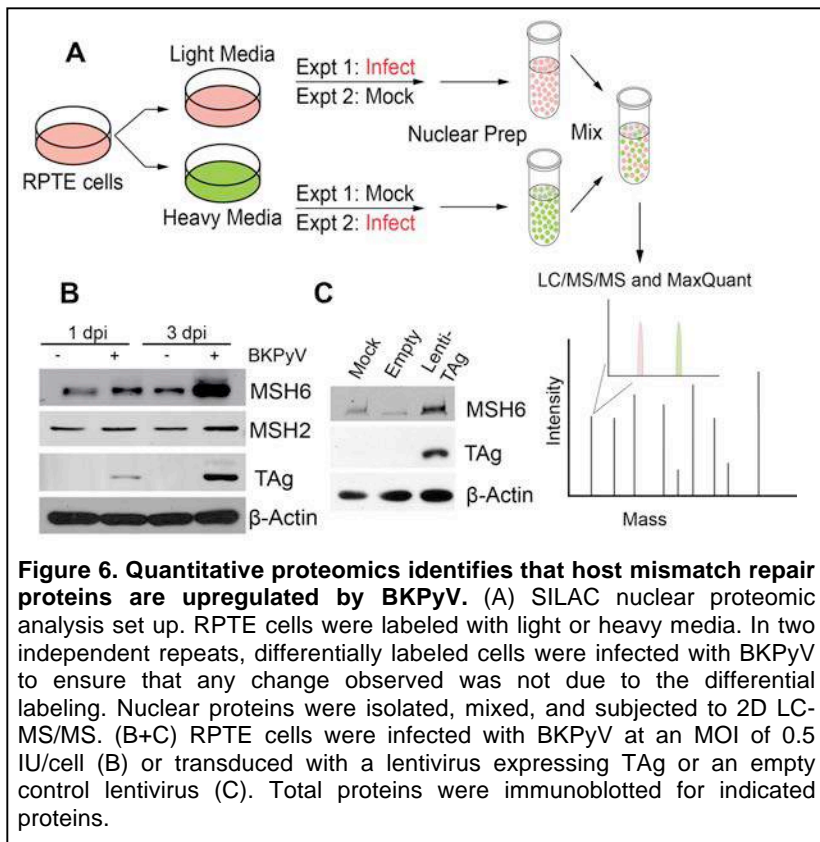 A
Light Media
Expt 1: Infect
Expt 2: Mock
RPTE cells
Nuclear Prep
Mix
Heavy Media
Expt 1: Mock
Expt 2: Infect
LC/MS/MS and MaxQuant
Intensity
Mass
B
1 dpi 3 dpi
- + - + BKPyV
MSH6
MSH2
TAg
β-Actin
C
Mock
Empty
Lenti-
TAg
MSH6
TAg
β-Actin
Figure 6. Quantitative proteomics identifies that host mismatch repair
proteins are upregulated by BKPyV. (A) SILAC nuclear proteomic
analysis set up. RPTE cells were labeled with light or heavy media. In two
independent repeats, differentially labeled cells were infected with BKPyV
to ensure that any change observed was not due to the differential
labeling. Nuclear proteins were isolated, mixed, and subjected to 2D LC-
MS/MS. (B+C) RPTE cells were infected with BKPyV at an MOI of 0.5
IU/cell (B) or transduced with a lentivirus expressing TAg or an empty
control lentivirus (C). Total proteins were immunoblotted for indicated
proteins.